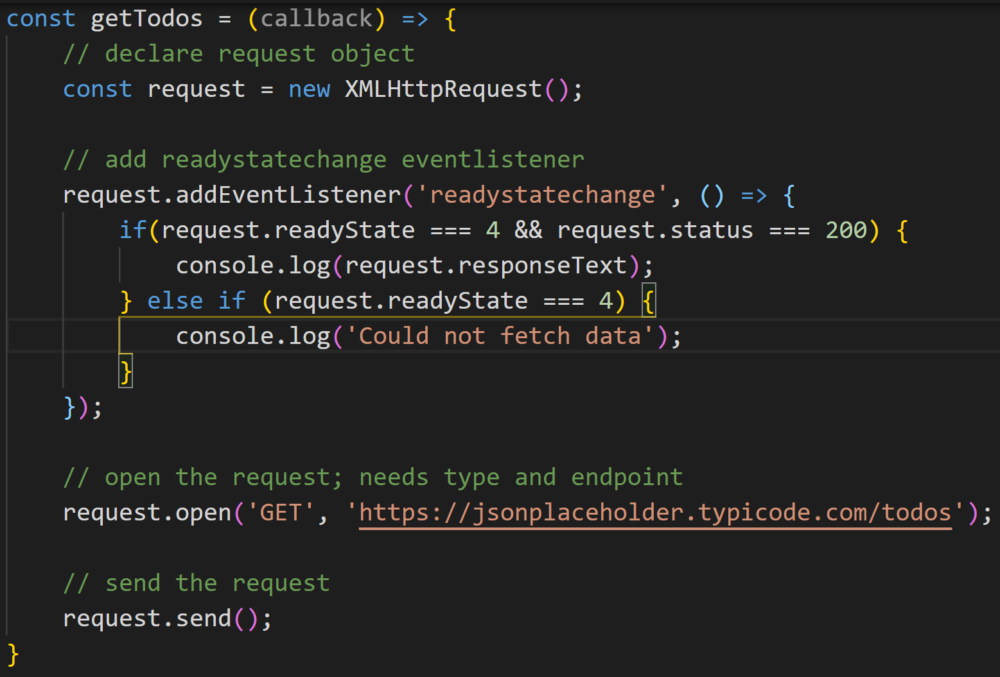 const getTodos = (callback) => {
    // declare request object
    const request = new XMLHttpRequest();

    // add readystatechange eventlistener
    request.addEventListener('readystatechange', () => {
        if(request.readyState === 4 && request.status === 200) {
            console.log(request.responseText);
        } else if (request.readyState === 4) {
            console.log('Could not fetch data');
        }
    });

    // open the request; needs type and endpoint
    request.open('GET', 'https://jsonplaceholder.typicode.com/todos');

    // send the request
    request.send();
}